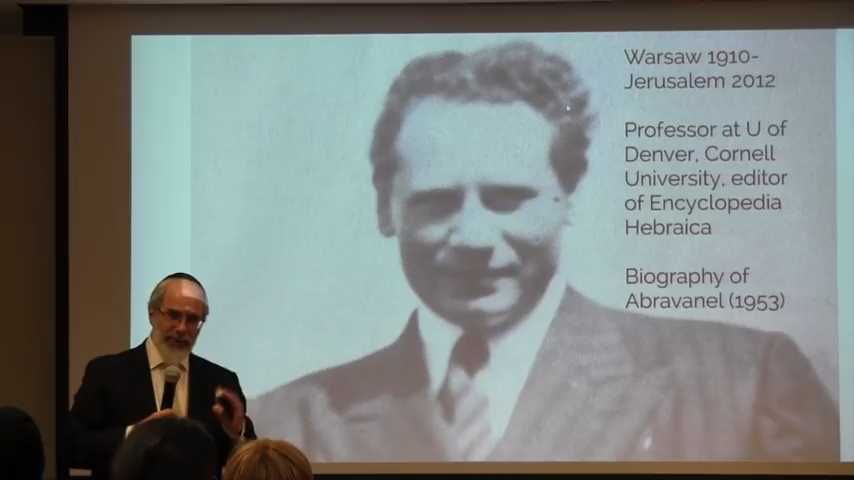 Warsaw 1910-
Jerusalem 2012
Professor at U of
Denver, Cornell
University, editor
of Encyclopedia
Hebraica
Biography of
Abravanel (1953)